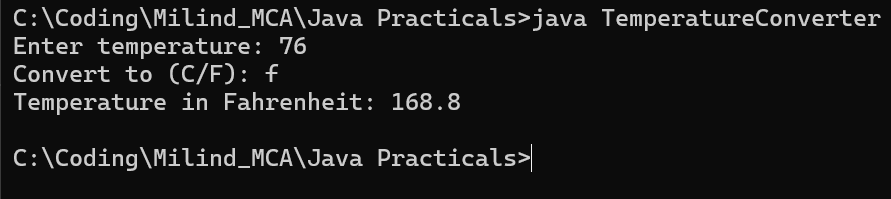 C:\Coding\Milind_MCA\Java Practicals>java TemperatureConverter
Enter temperature: 76
Convert to (C/F): f
Temperature in Fahrenheit: 168.8
C:\Coding\Milind_MCA\Java Practicals>